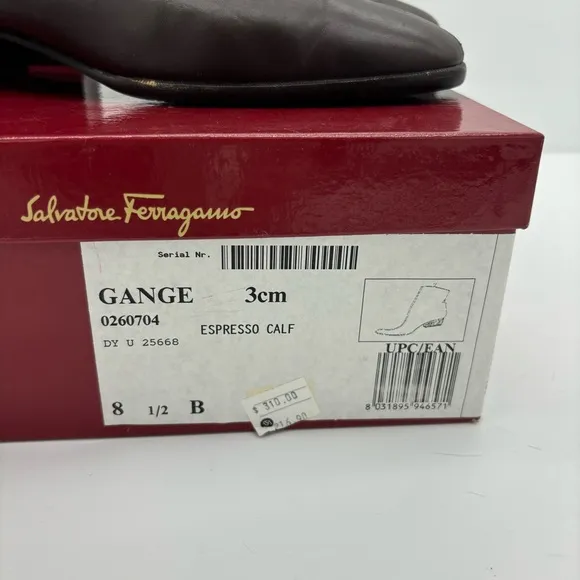 Salvatore Ferragamo
Serial Nr.
GANGE 3cm
0260704
ESPRESSO CALF
DY U 25668
UPC/EAN
8 1/2 B
$ 310.00
8 031895 946571